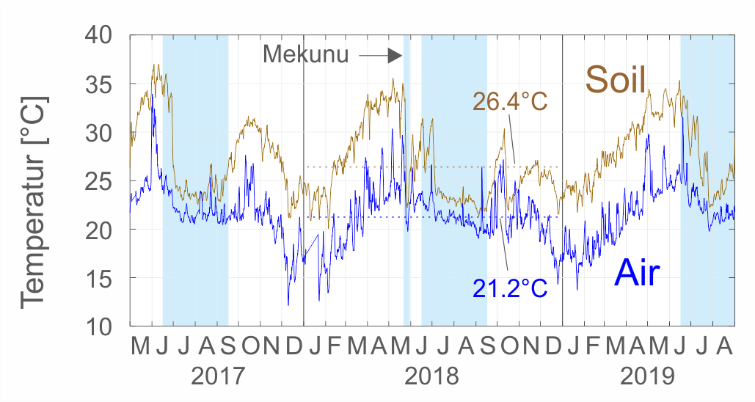 40
Mekunu
35
Soil
26.4°C
30
Temperatur [°C]
25
20
21.2°C
Air
15
10
M J J A S O N D J F M A M J J A S O N D J F M A M J J A
2017 2018 2019